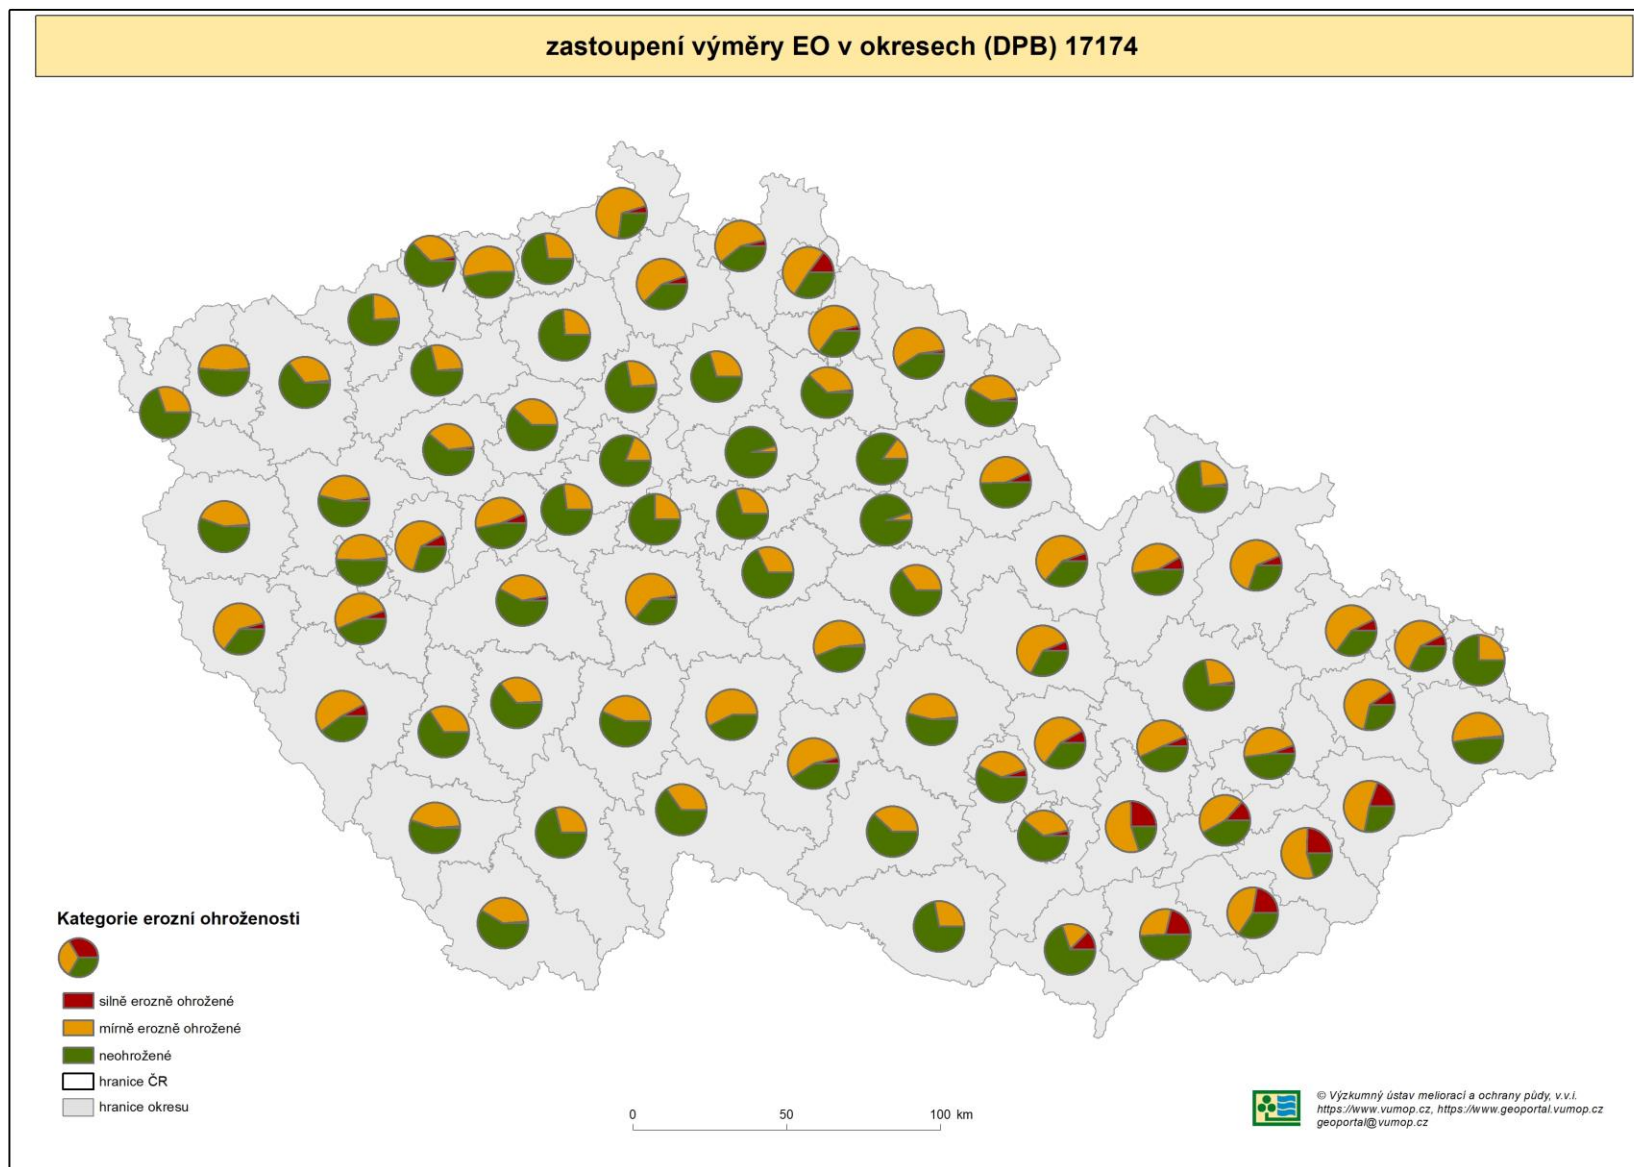 zastoupení výměry EO v okresech (DPB) 17174
Kategorie erozní ohroženosti
silně erozně ohrožené
mírně erozně ohrožené
neohrožené
hranice ČR
hranice okresu
0 50 100 km
© Výzkumný ústav meliorací a ochrany půdy, v.v.i.
https://www.vumop.cz, https://www.geoportal.vumop.cz
geoportal@vumop.cz